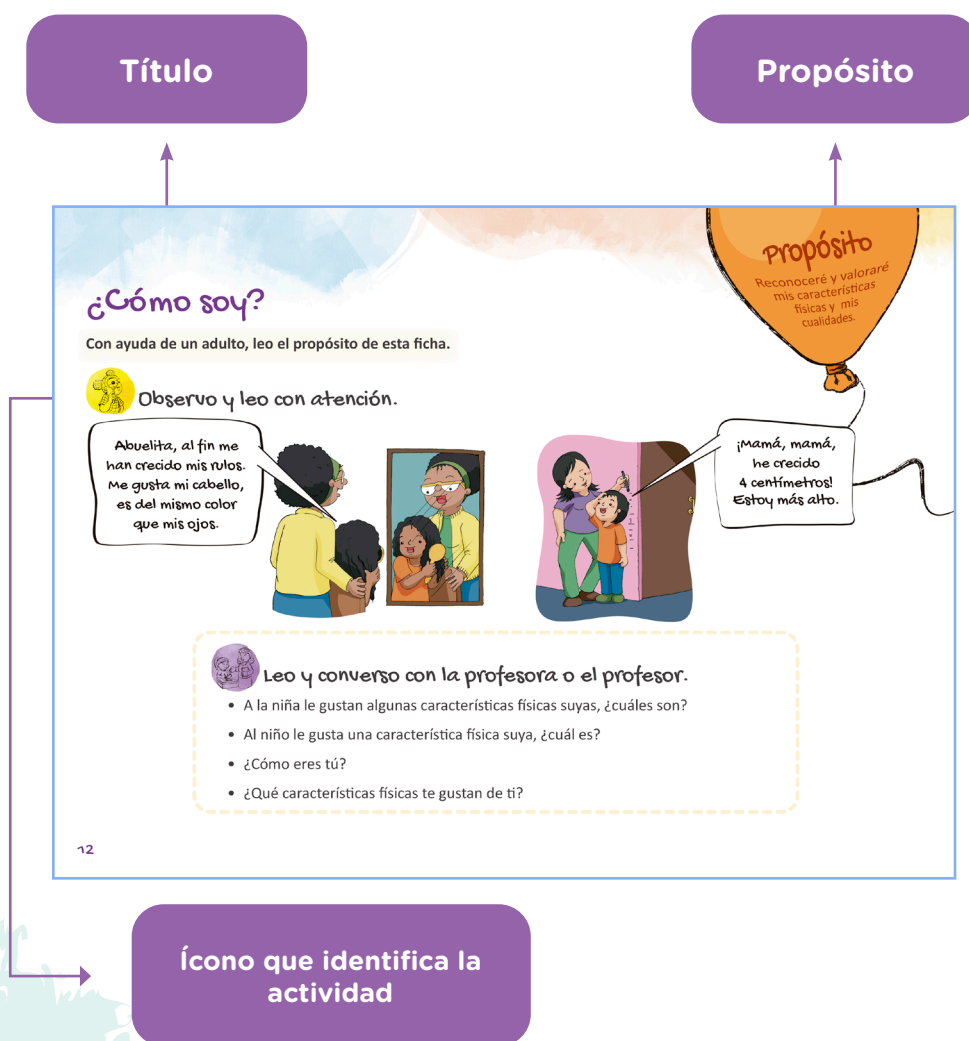 Título
Propósito
Propósito
Reconoceré y valoraré
mis características
físicas y mis
cualidades.
¿Cómo soy?
Con ayuda de un adulto, leo el propósito de esta ficha.
Observo y leo con atención.
Abuelita, al fin me
han crecido mis rulos.
Me gusta mi cabello,
es del mismo color
que mis ojos.
¡Mamá, mamá,
he crecido
4 centímetros!
Estoy más alto.
Leo y converso con la profesora o el profesor.
• A la niña le gustan algunas características físicas suyas, ¿cuáles son?
• Al niño le gusta una característica física suya, ¿cuál es?
• ¿Cómo eres tú?
• ¿Qué características físicas te gustan de ti?
12
Ícono que identifica la
actividad